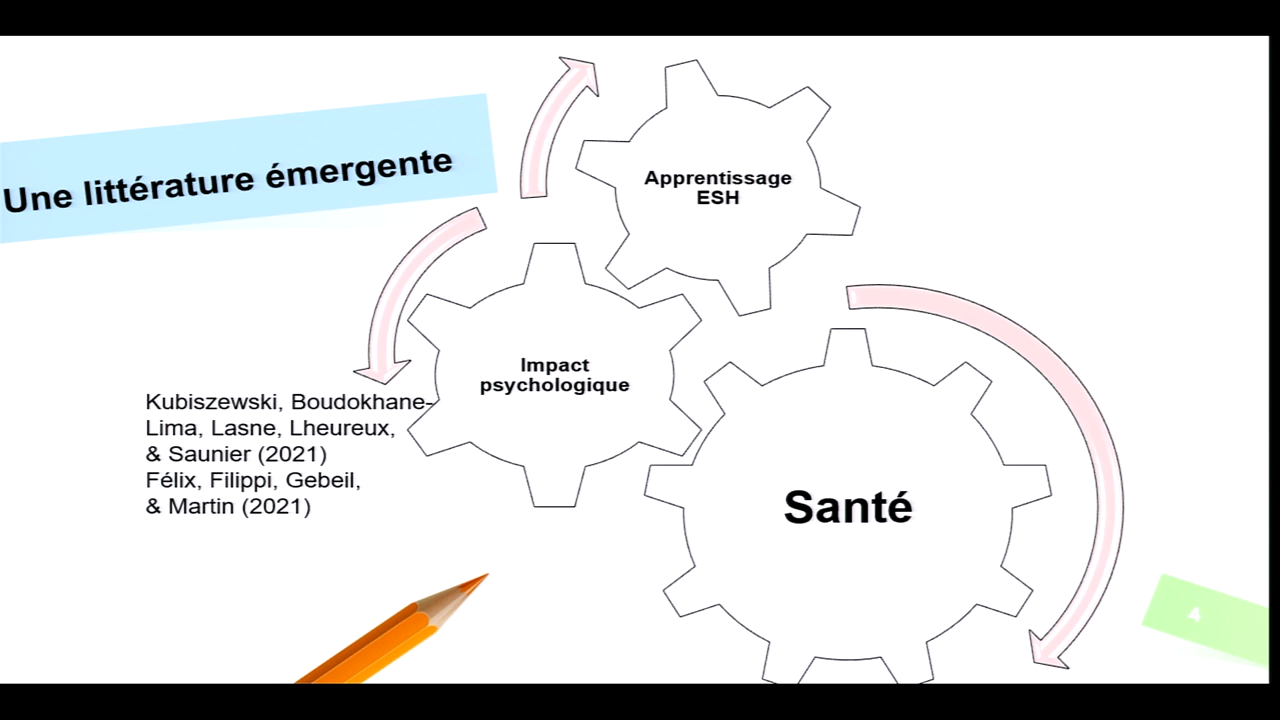 Une littérature émergente
Apprentissage
ESH
Impact
psychologique
Kubiszewski, Boudokhane-
Lima, Lasne, Lheureux,
& Saunier (2021)
Félix, Filippi, Gebeil,
& Martin (2021)
Santé
4